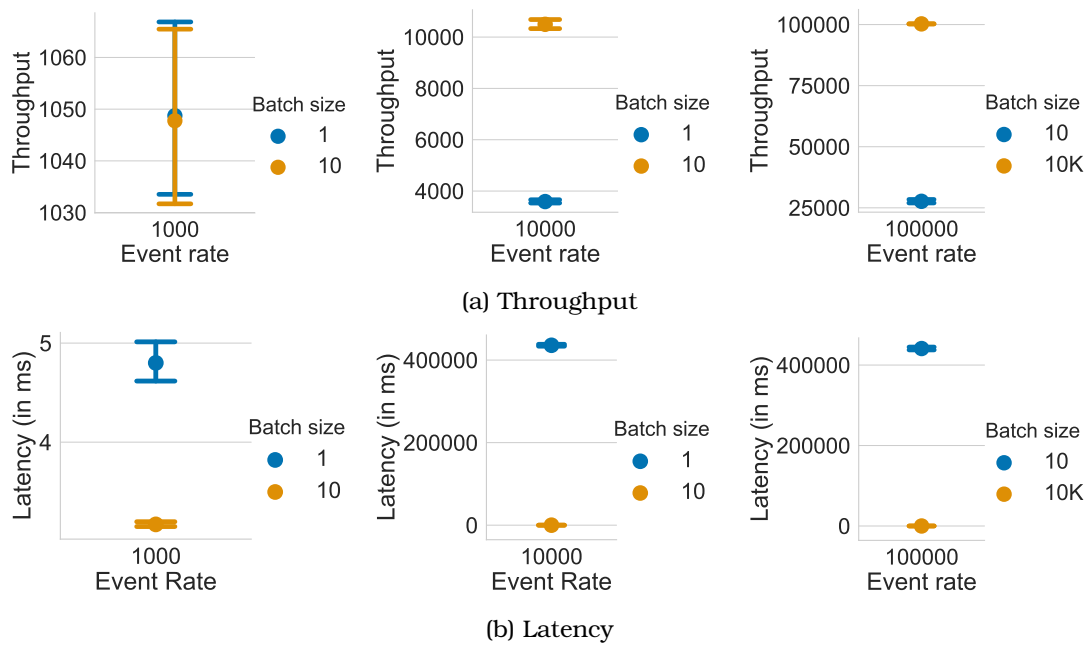 Throughput
1060
1050
1040
1030
1000
Event rate
Batch size
1
10
Throughput
10000
8000
6000
4000
10000
Event rate
Batch size
1
10
Throughput
100000
75000
50000
25000
100000
Event rate
Batch size
10
10K
(a) Throughput
Latency (in ms)
5
4
1000
Event Rate
Batch size
1
10
Latency (in ms)
400000
200000
0
10000
Event Rate
Batch size
1
10
Latency (in ms)
400000
200000
0
100000
Event rate
Batch size
10
10K
(b) Latency